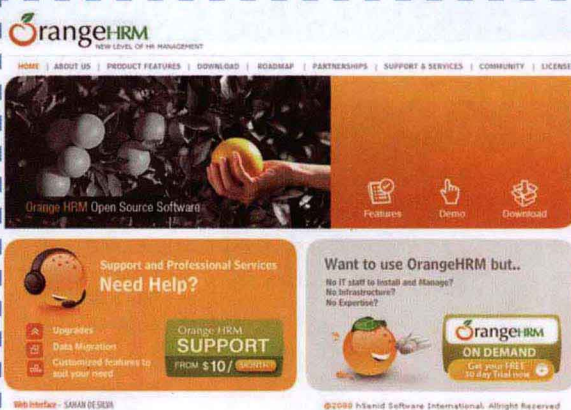 OrangeHRM
NEW LEVEL OF HR MANAGEMENT
HOME | ABOUT US | PRODUCT FEATURES | DOWNLOAD | ROADMAP | PARTNERSHIPS | SUPPORT & SERVICES | COMMUNITY | LICENSE
Orange HRM Open Source Software
Features
Demo
Download
Support and Professional Services
Need Help?
Upgrades
Data Migration
Customized features to
suit your need
Orange HRM
SUPPORT
FROM $10/ MONTH
Want to use OrangeHRM but..
No IT staff to Install and Manage?
No Infrastructure?
No Expertise?
OrangeHRM
ON DEMAND
Get your FREE
30 day Trial now
Web Interface - SAHAN DE SILVA
hSenid Software International. Allright Reserved